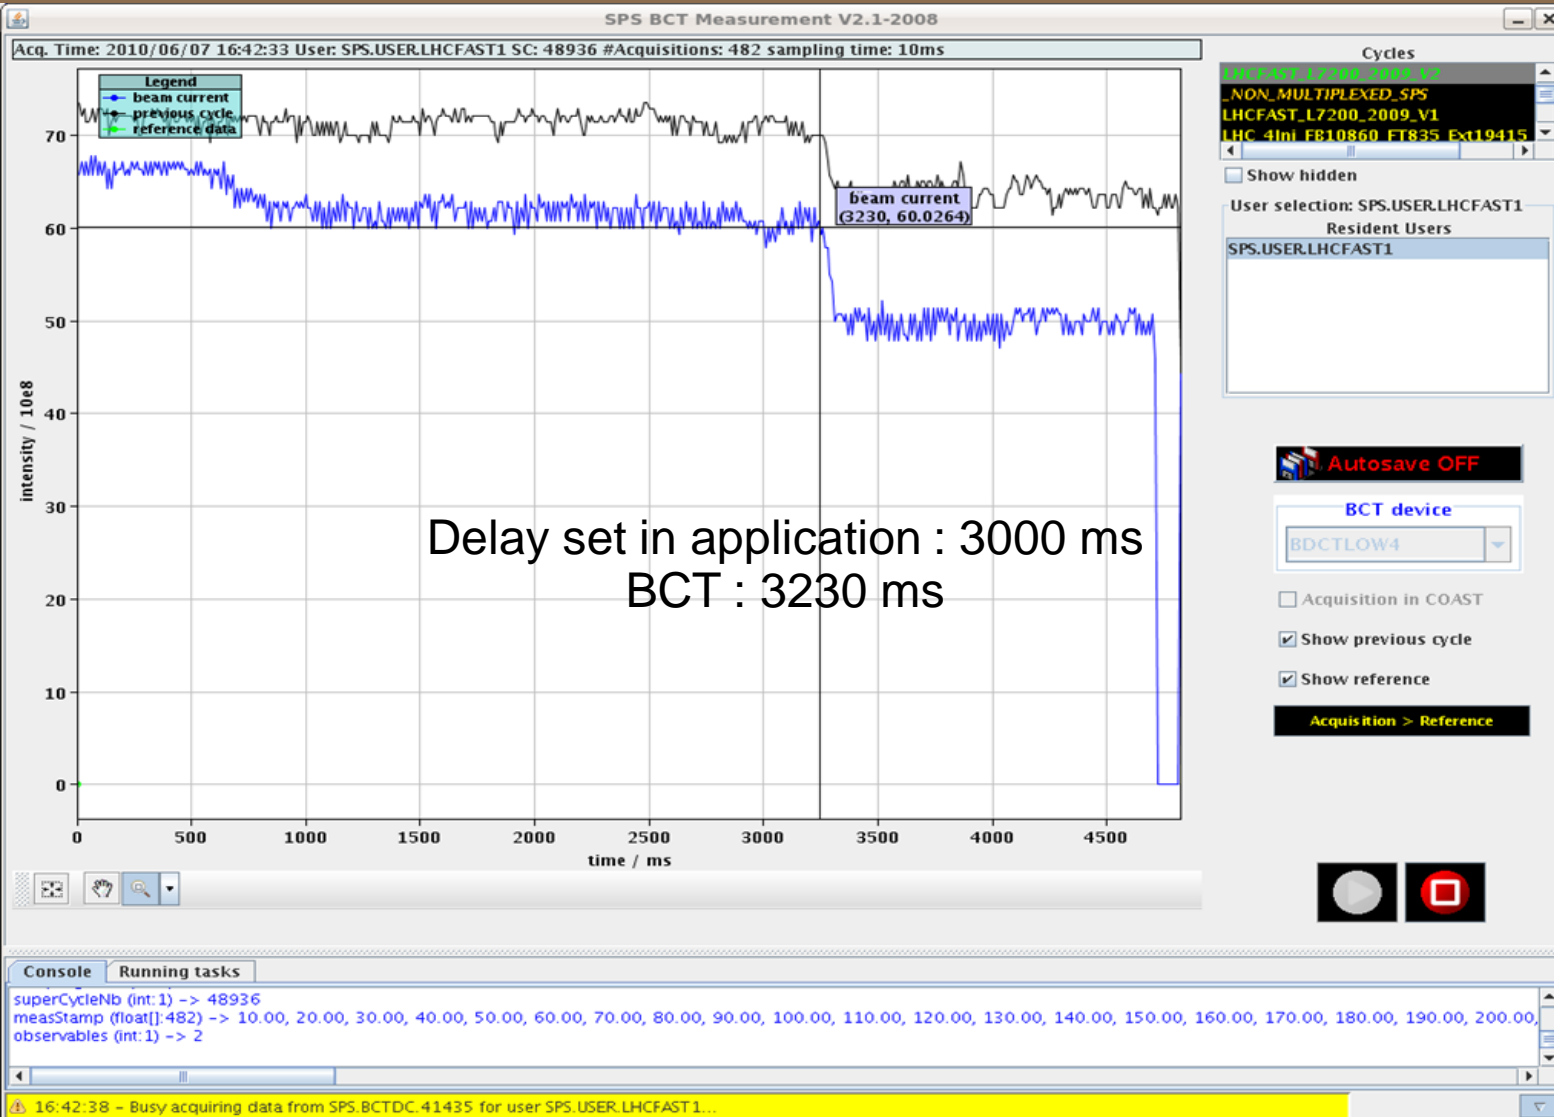 SPS BCT Measurement V2.1-2008
Acq. Time: 2010/06/07 16:42:33 User: SPS.USER.LHCFAST1 SC: 48936 #Acquisitions: 482 sampling time: 10ms
Legend
beam current
previous cycle
reference data
beam current
(3230, 60.0264)
70
60
50
40
30
20
10
0
intensity / 10e8
0 500 1000 1500 2000 2500 3000 3500 4000 4500
time / ms
Delay set in application : 3000 ms
BCT : 3230 ms
Cycles
LHCFAST_L7200_2009_V2
_NON_MULTIPLEXED_SPS
LHCFAST_L7200_2009_V1
LHC_4Inj_FB10860_FT835_Ext19415
Show hidden
User selection: SPS.USER.LHCFAST1
Resident Users
SPS.USER.LHCFAST1
Autosave OFF
BCT device
BDCTLOW4
Acquisition in COAST
Show previous cycle
Show reference
Acquisition > Reference
Console Running tasks
superCycleNb (int:1) -> 48936
measStamp (float[]:482) -> 10.00, 20.00, 30.00, 40.00, 50.00, 60.00, 70.00, 80.00, 90.00, 100.00, 110.00, 120.00, 130.00, 140.00, 150.00, 160.00, 170.00, 180.00, 190.00, 200.00,
observables (int:1) -> 2
16:42:38 - Busy acquiring data from SPS.BCTDC.41435 for user SPS.USER.LHCFAST1...